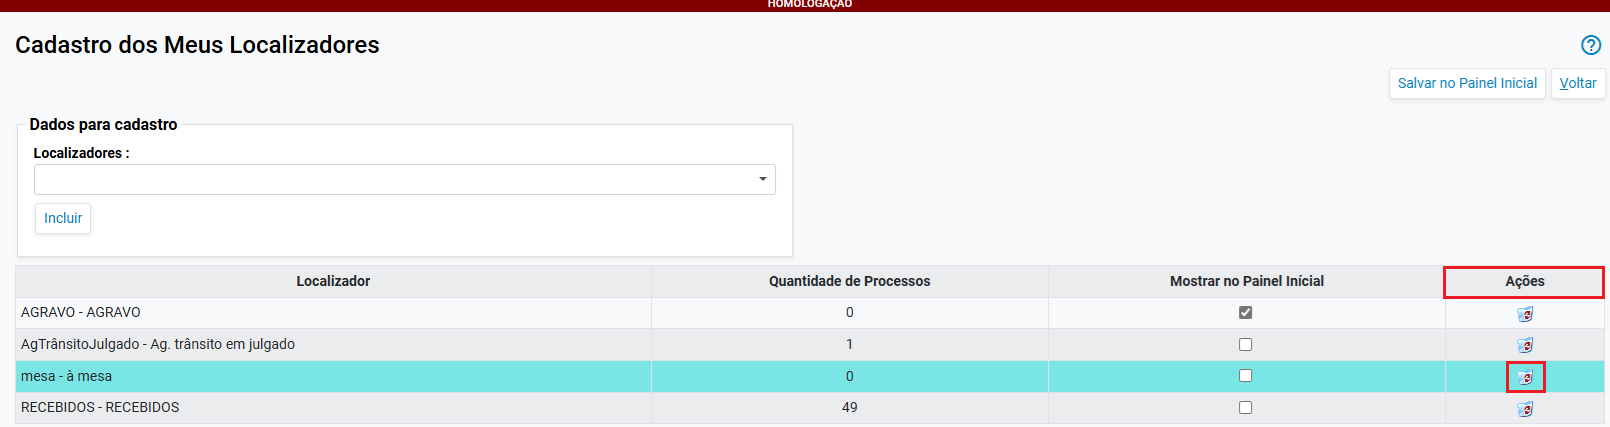 HOMOLOGAÇÃO
Cadastro dos Meus Localizadores
Salvar no Painel Inicial Voltar
Dados para cadastro
Localizadores :
Incluir
Localizador Quantidade de Processos Mostrar no Painel Inícial Ações
AGRAVO - AGRAVO 0
AgTrânsitoJulgado - Ag. trânsito em julgado 1
mesa - à mesa 0
RECEBIDOS - RECEBIDOS 49